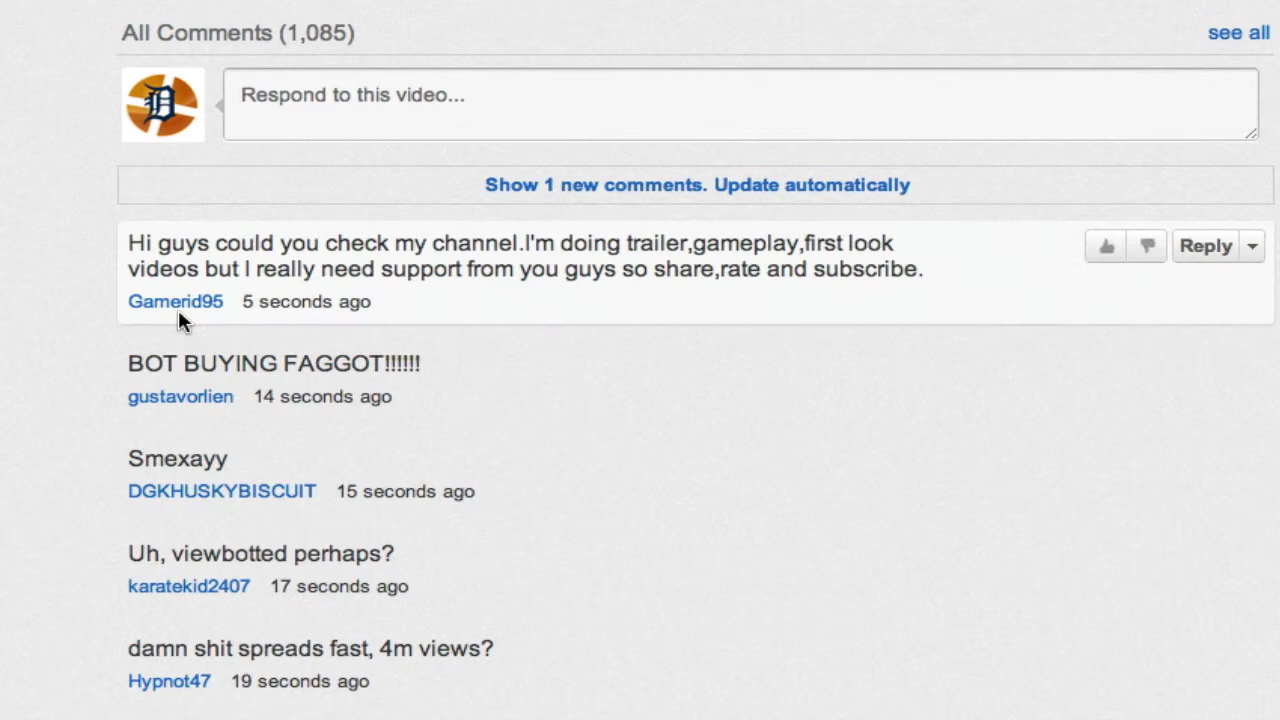 All Comments (1,085)
see all
Respond to this video...
Show 1 new comments. Update automatically
Hi guys could you check my channel.I'm doing trailer,gameplay,first look
videos but I really need support from you guys so share,rate and subscribe.
Reply
Gamerid95 5 seconds ago
BOT BUYING FAGGOT!!!!!!
gustavorlien 14 seconds ago
Smexayy
DGKHUSKYBISCUIT 15 seconds ago
Uh, viewbotted perhaps?
karatekid2407 17 seconds ago
damn shit spreads fast, 4m views?
Hypnot47 19 seconds ago